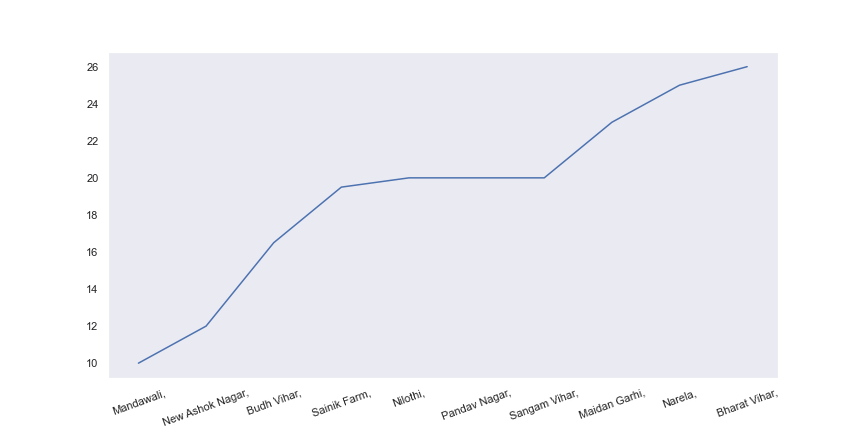 26
24
22
20
18
16
14
12
10
Mandawali,
New Ashok Nagar,
Budh Vihar,
Sainik Farm,
Nilothi,
Pandav Nagar,
Sangam Vihar,
Maidan Garhi,
Narela,
Bharat Vihar,